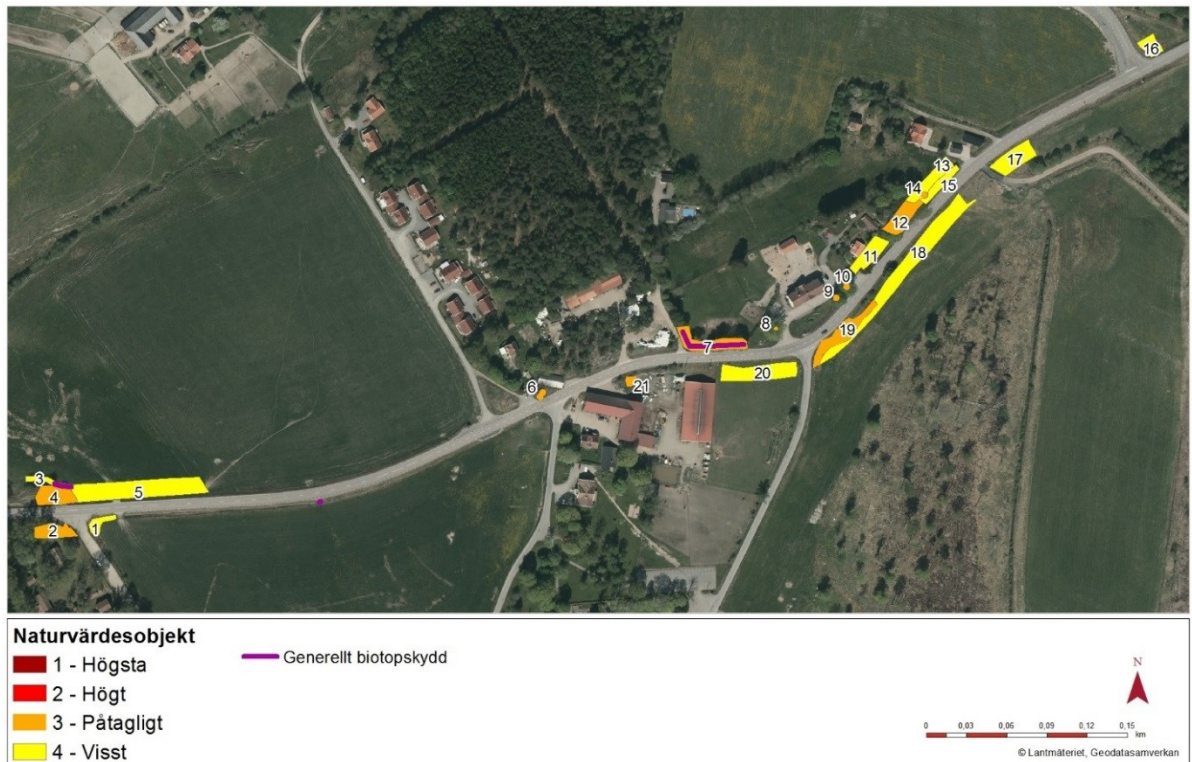 16
17
13
14
15
12
18
11
10
9
8
19
7
20
6
21
3
5
4
2
1
Naturvärdesobjekt
1 - Högsta
Generellt biotopskydd
2 - Högt
3 - Påtagligt
4 - Visst
N
0 0,03 0,06 0,09 0,12 0,15
km
© Lantmäteriet, Geodatasamverkan